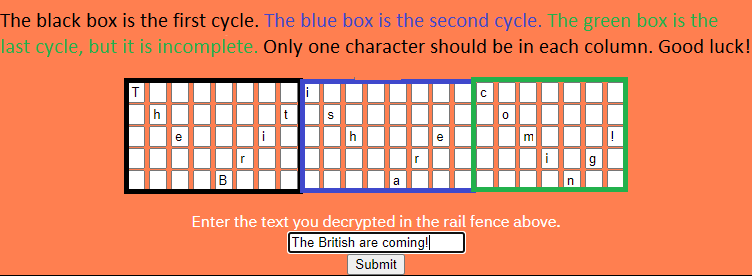 The black box is the first cycle. The blue box is the second cycle. The green box is the
last cycle, but it is incomplete. Only one character should be in each column. Good luck!
T i c
h t s o
e i h e m !
r r i g
B a n
Enter the text you decrypted in the rail fence above.
The British are coming!
Submit